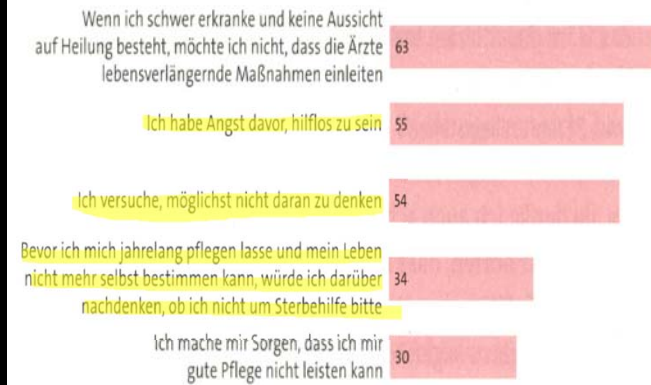 Wenn ich schwer erkranke und keine Aussicht
auf Heilung besteht, möchte ich nicht, dass die Ärzte
lebensverlängernde Maßnahmen einleiten
63
Ich habe Angst davor, hilflos zu sein
55
Ich versuche, möglichst nicht daran zu denken
54
Bevor ich mich jahrelang pflegen lasse und mein Leben
nicht mehr selbst bestimmen kann, würde ich darüber
nachdenken, ob ich nicht um Sterbehilfe bitte
34
Ich mache mir Sorgen, dass ich mir
gute Pflege nicht leisten kann
30